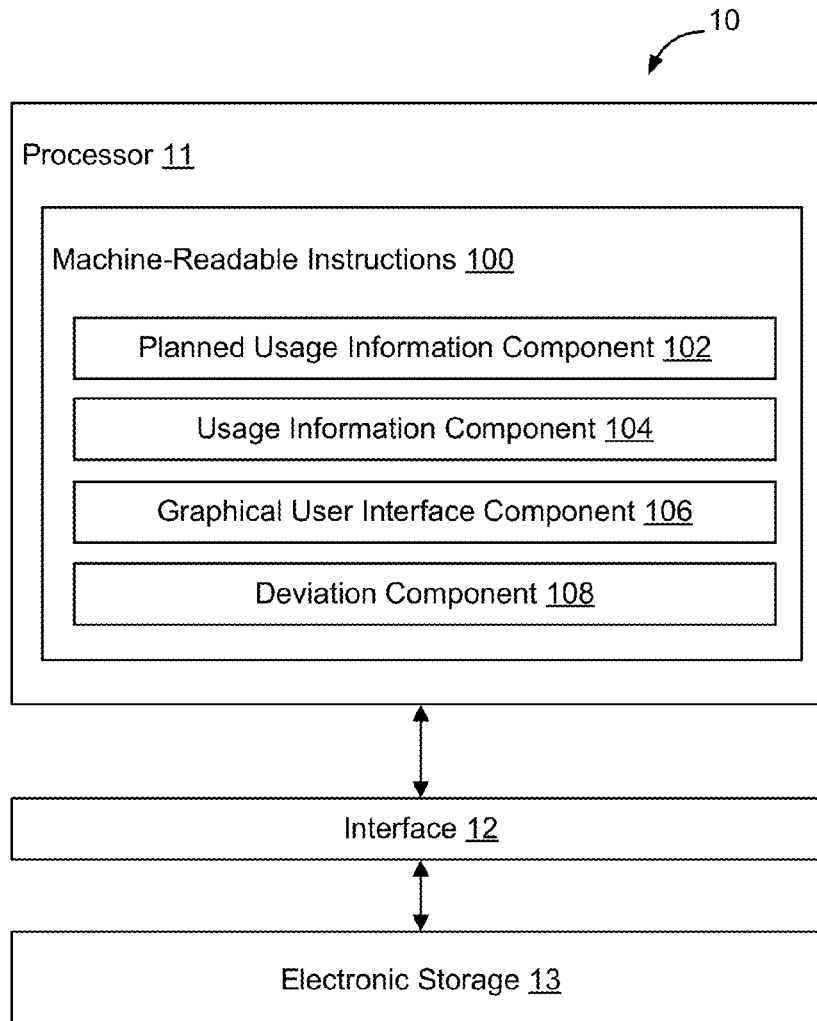 10
Processor 11
Machine-Readable Instructions 100
Planned Usage Information Component 102
Usage Information Component 104
Graphical User Interface Component 106
Deviation Component 108
Interface 12
Electronic Storage 13